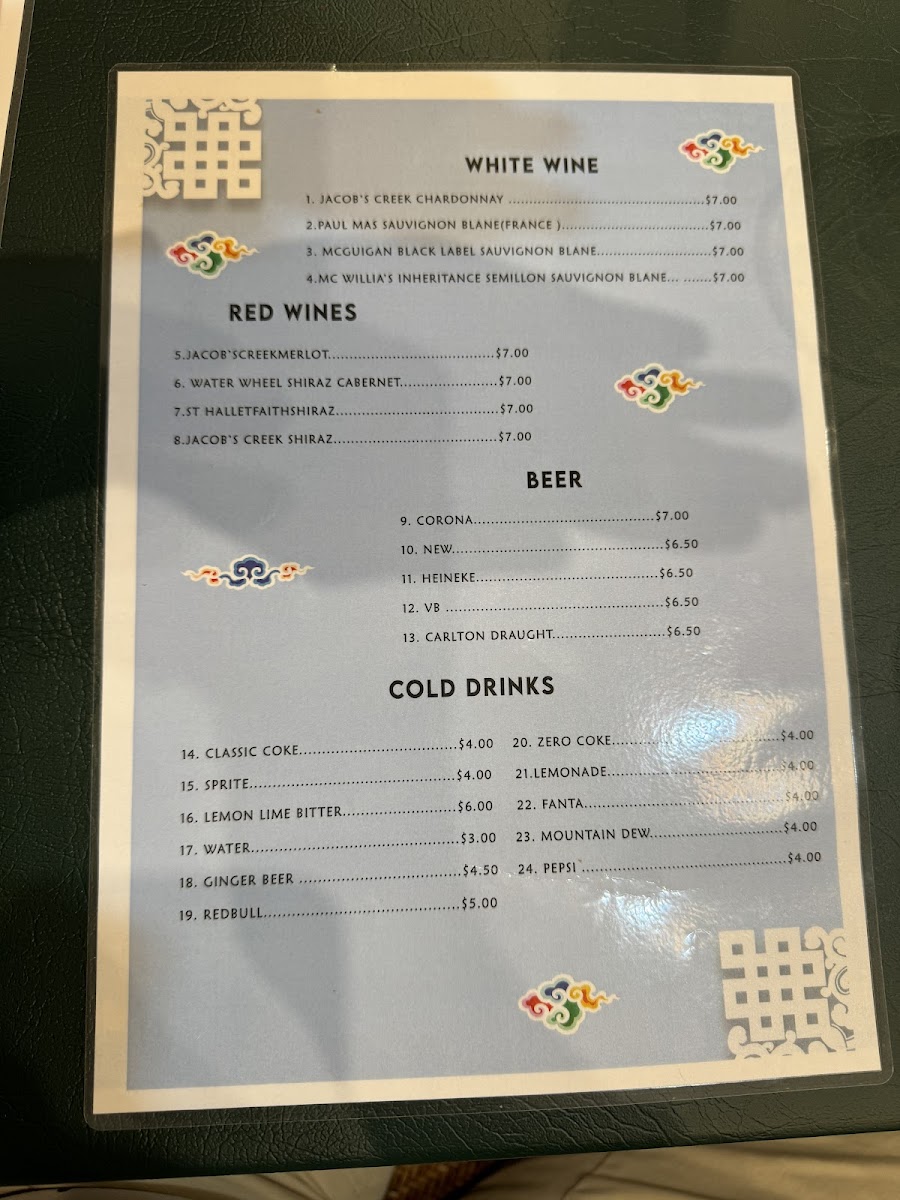 WHITE WINE
1. JACOB'S CREEK CHARDONNAY ..............................................$7.00
2.PAUL MAS SAUVIGNON BLANE(FRANCE ).........................................$7.00
3. MCGUIGAN BLACK LABEL SAUVIGNON BLANE...........................$7.00
4.MC WILLIA'S INHERITANCE SEMILLON SAUVIGNON BLANE... .......$7.00
RED WINES
5.JACOB'SCREEKMERLOT.......................................$7.00
6. WATER WHEEL SHIRAZ CABERNET.......................$7.00
7.ST HALLETFAITHSHIRAZ......................................$7.00
8.JACOB'S CREEK SHIRAZ.......................................$7.00
BEER
9. CORONA...........................................$7.00
10. NEW..................................................$6.50
11. HEINEKE...........................................$6.50
12. VB ...................................................$6.50
13. CARLTON DRAUGHT...........................$6.50
COLD DRINKS
14. CLASSIC COKE.....................................$4.00
15. SPRITE................................................$4.00
16. LEMON LIME BITTER...........................$6.00
17. WATER.................................................$3.00
18. GINGER BEER ......................................$4.50
19. REDBULL..............................................$5.00
20. ZERO COKE.......................................$4.00
21.LEMONADE.........................................$4.00
22. FANTA...............................................$4.00
23. MOUNTAIN DEW...............................$4.00
24. PEPSI ................................................$4.00